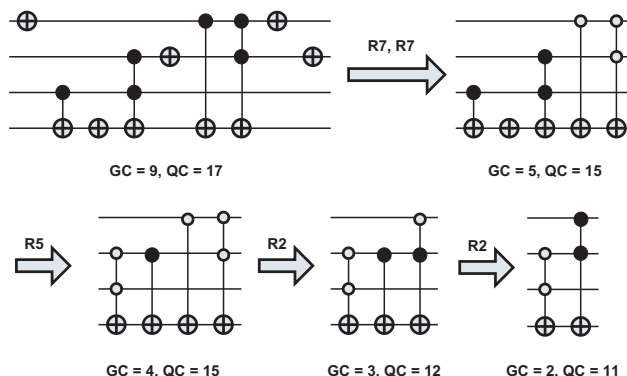 R7, R7
GC = 9, QC = 17
GC = 5, QC = 15
R5
R2
R2
GC = 4, QC = 15
GC = 3, QC = 12
GC = 2, QC = 11